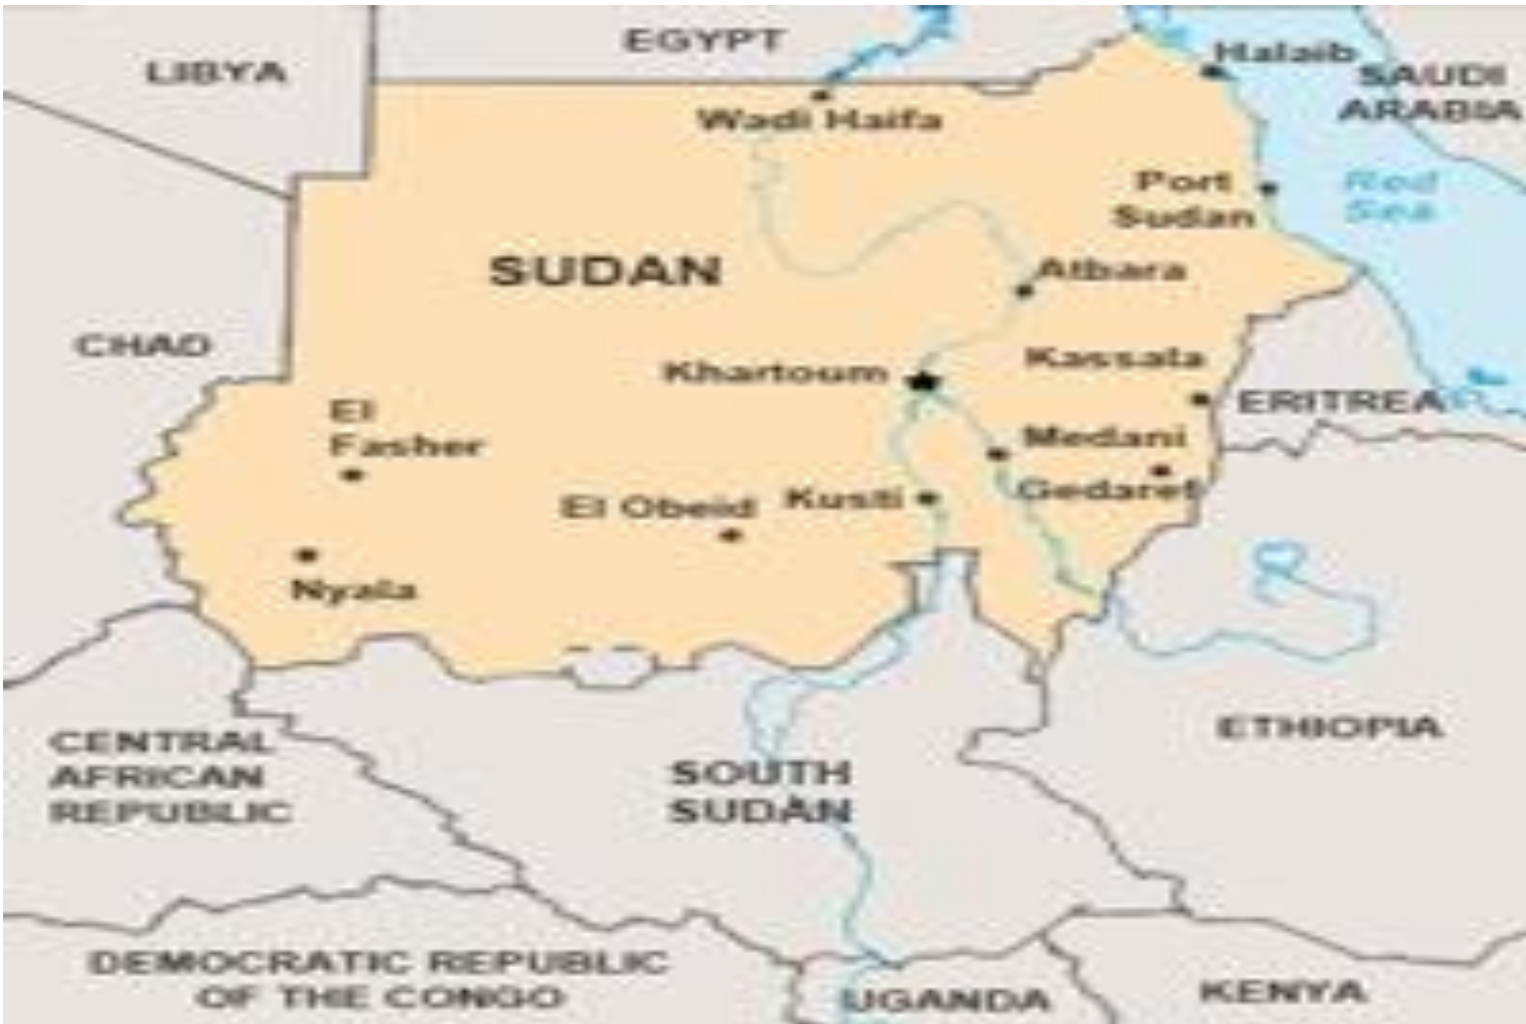 EGYPT
LIBYA
Halaib
SAUDI
ARABIA
Wadi Haifa
Port
Sudan
Red
Sea
SUDAN
Atbara
CHAD
Khartoum
Kassala
ERITREA
El
Fasher
Medani
Gedaref
El Obeid
Kusti
Nyala
ETHIOPIA
CENTRAL
AFRICAN
REPUBLIC
SOUTH
SUDAN
DEMOCRATIC REPUBLIC
OF THE CONGO
UGANDA
KENYA